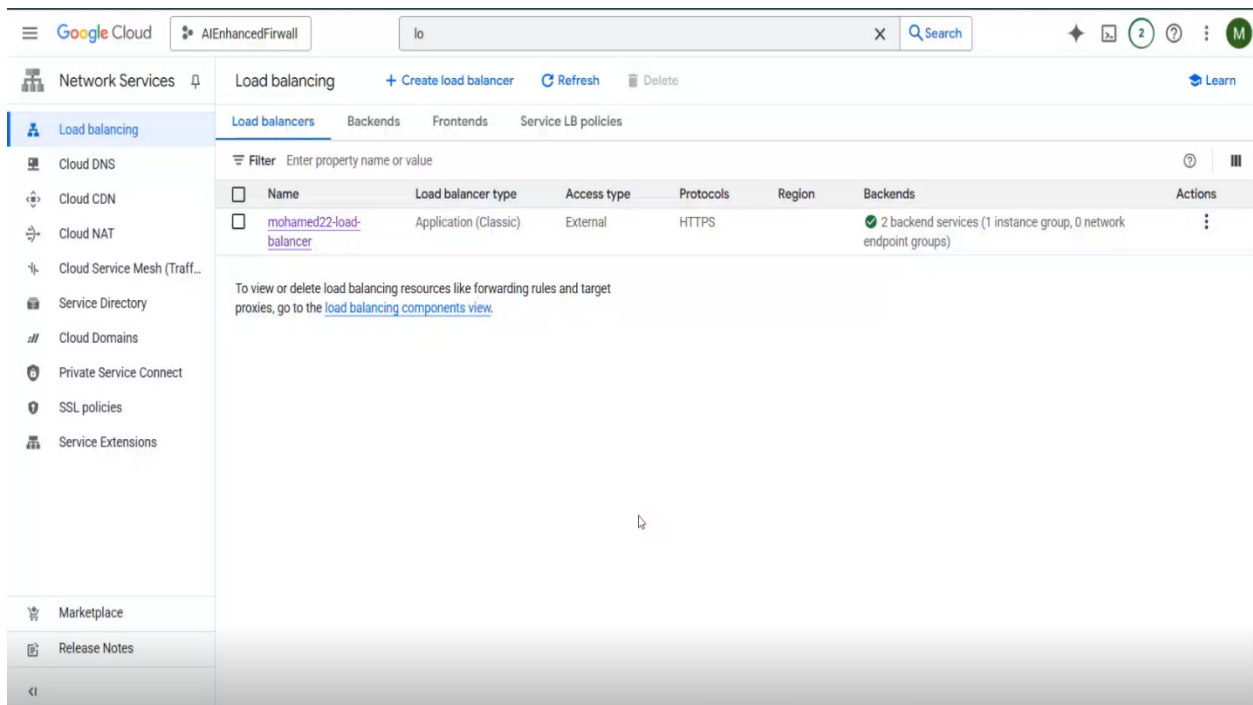 Google Cloud
AIEnhancedFirwall
lo
Search
2
M
Network Services
Load balancing
Create load balancer
Refresh
Delete
Learn
Load balancing
Cloud DNS
Cloud CDN
Cloud NAT
Cloud Service Mesh (Traff...
Service Directory
Cloud Domains
Private Service Connect
SSL policies
Service Extensions
Marketplace
Release Notes
Load balancers Backends Frontends Service LB policies
Filter Enter property name or value
Name Load balancer type Access type Protocols Region Backends Actions
mohamed22-load- Application (Classic) External HTTPS 2 backend services (1 instance group, 0 network
balancer endpoint groups)
To view or delete load balancing resources like forwarding rules and target
proxies, go to the load balancing components view.